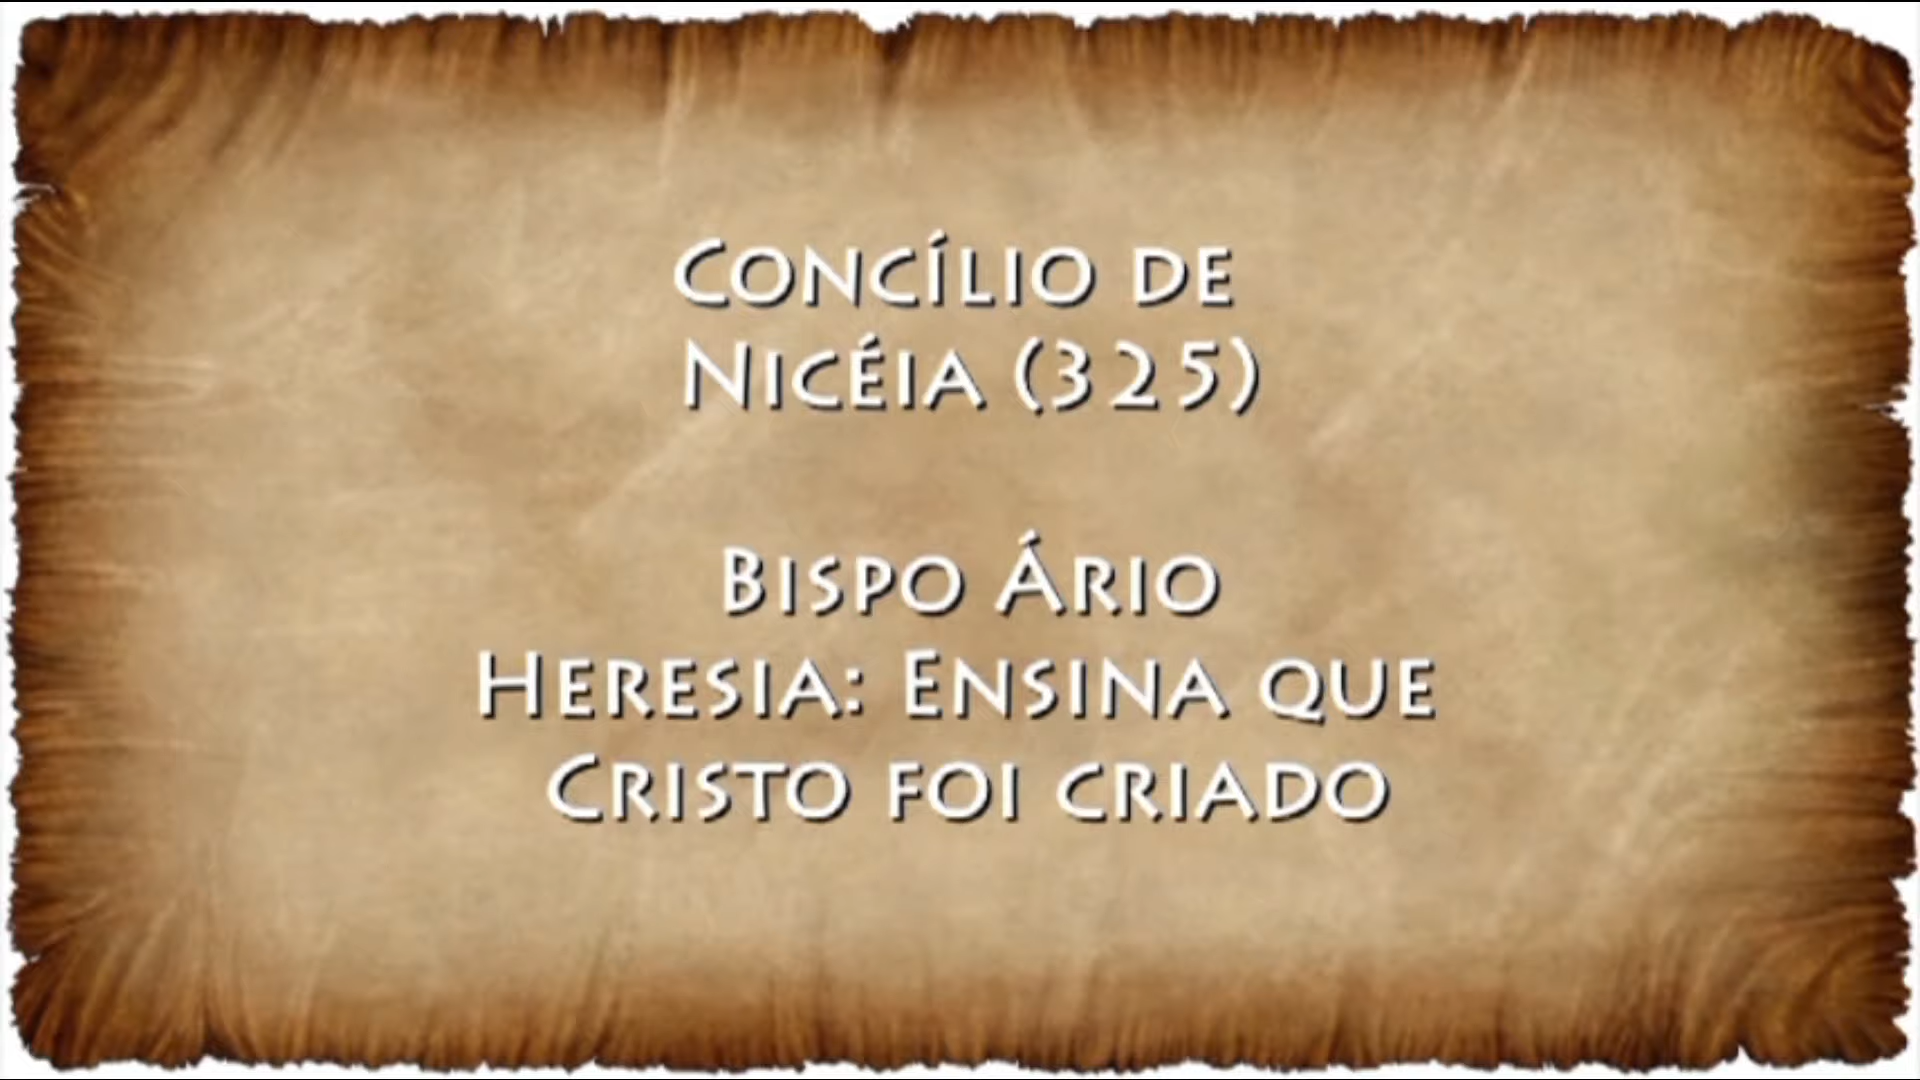 Concílio de
Nicéia (325)
Bispo Ário
Heresia: Ensina que
Cristo foi criado